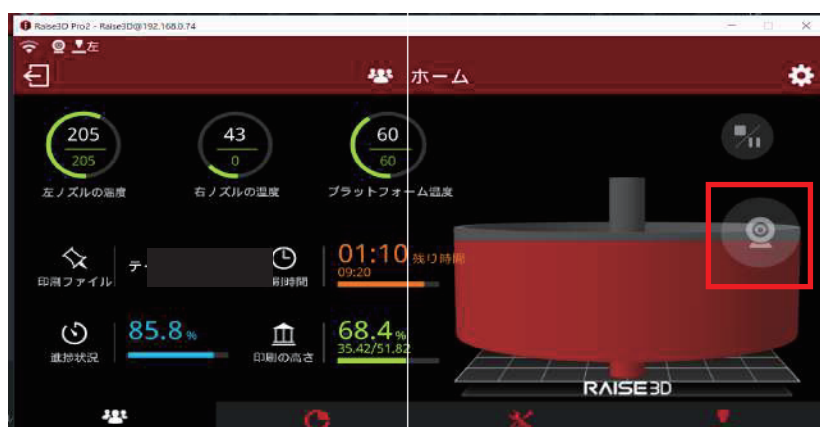 Raise3D Pro2 - Raise3D@192.168.0.74
左
ホーム
205
205
43
0
60
60
左ノズルの温度
右ノズルの温度
プラットフォーム温度
印刷ファイル
テ
刷時間
01:10 残り時間
09:20
進捗状況
85.8 %
印刷の高さ
68.4 %
35.42/51.82
RAISE3D